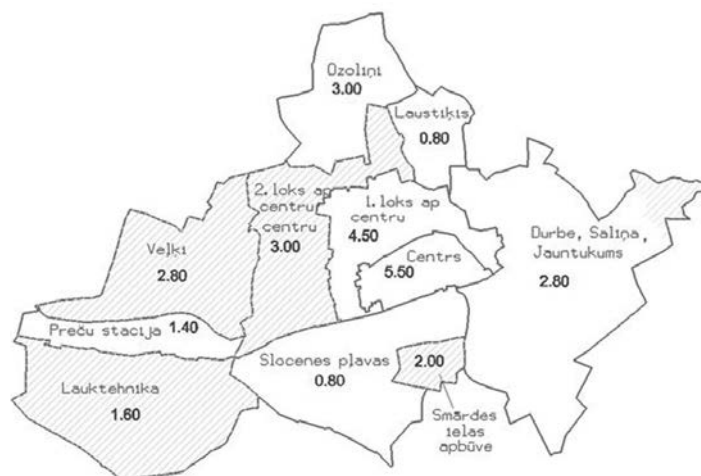 Ozoliņi
3.00
Laustiķis
0.80
2. loks ap
centru
centru
3.00
1. loks ap
centru
4.50
Veļķi
2.80
Centrs
5.50
Durbe, Saliņa,
Jauntukums
2.80
Preču stacija 1.40
Slocenes pļavas
0.80
2.00
Lauktehnika
1.60
Smārdes
ielas
apbūve